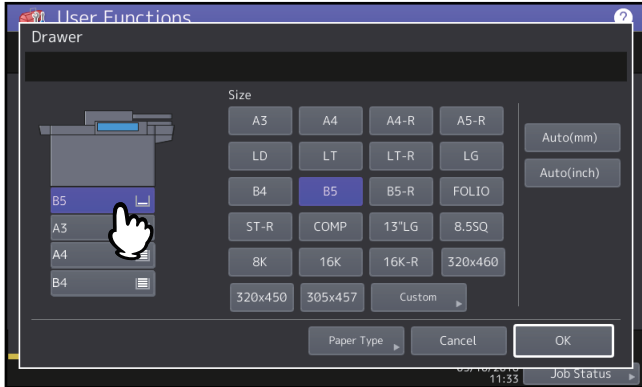 User Functions
?
Drawer
Size
A3 A4 A4-R A5-R
LD LT LT-R LG
B4 B5 B5-R FOLIO
ST-R COMP 13"LG 8.5SQ
8K 16K 16K-R 320x460
320x450 305x457 Custom
Auto(mm)
Auto(inch)
B5
A3
A4
B4
Paper Type Cancel OK
11:33 Job Status